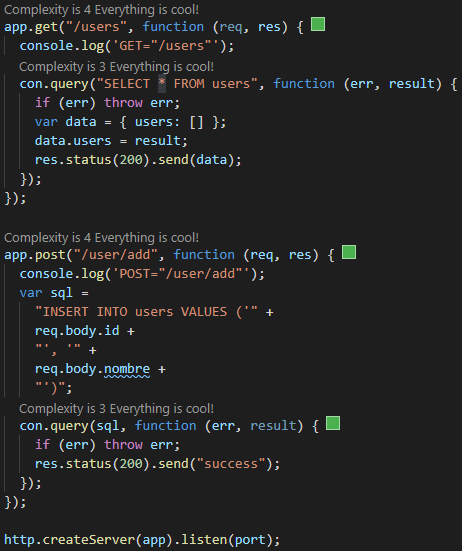 Complexity is 4 Everything is cool!
app.get("/users", function (req, res) {
console.log('GET="/users"');
Complexity is 3 Everything is cool!
con.query("SELECT * FROM users", function (err, result) {
if (err) throw err;
var data = { users: [] };
data.users = result;
res.status(200).send(data);
});
});
Complexity is 4 Everything is cool!
app.post("/user/add", function (req, res) {
console.log('POST="/user/add"');
var sql =
"INSERT INTO users VALUES ('" +
req.body.id +
"', '" +
req.body.nombre +
"')";
Complexity is 3 Everything is cool!
con.query(sql, function (err, result) {
if (err) throw err;
res.status(200).send("success");
});
});
http.createServer(app).listen(port);